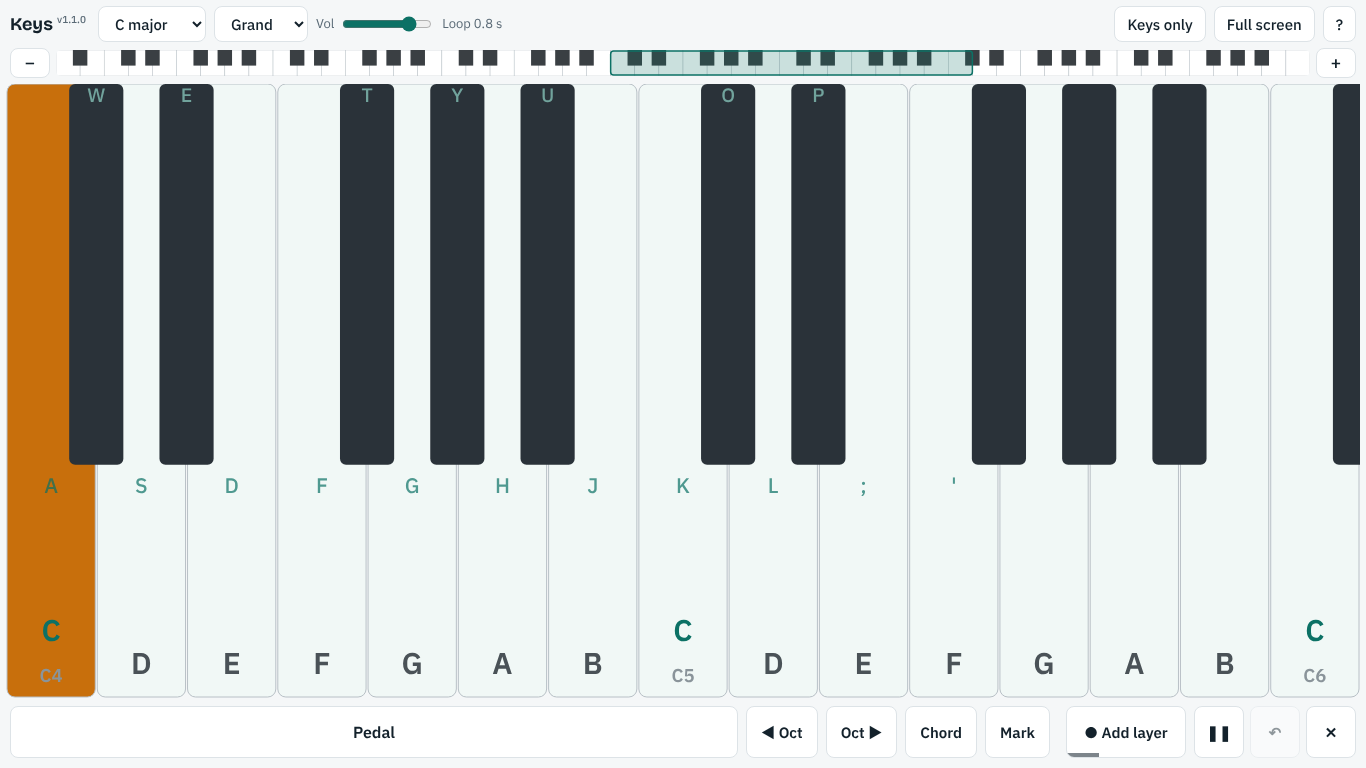 Keys v1.1.0 C major Grand Vol Loop 0.8 s Keys only Full screen ?
− +
W E T Y U O P
A S D F G H J K L ; '
C D E F G A B C D E F G A B C
C4 C5 C6
Pedal ◀ Oct Oct ▶ Chord Mark ● Add layer ❚❚ ↶ ✕